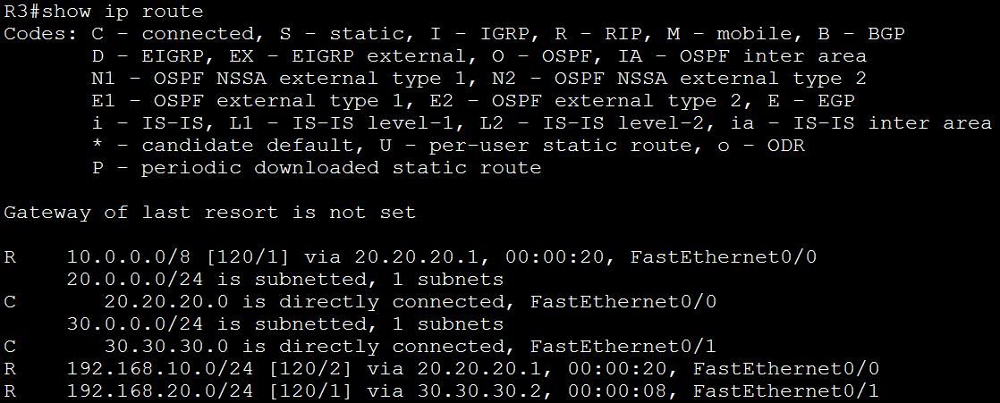 R3#show ip route
Codes: C - connected, S - static, I - IGRP, R - RIP, M - mobile, B - BGP
       D - EIGRP, EX - EIGRP external, O - OSPF, IA - OSPF inter area
       N1 - OSPF NSSA external type 1, N2 - OSPF NSSA external type 2
       E1 - OSPF external type 1, E2 - OSPF external type 2, E - EGP
       i - IS-IS, L1 - IS-IS level-1, L2 - IS-IS level-2, ia - IS-IS inter area
       * - candidate default, U - per-user static route, o - ODR
       P - periodic downloaded static route

Gateway of last resort is not set

R    10.0.0.0/8 [120/1] via 20.20.20.1, 00:00:20, FastEthernet0/0
     20.0.0.0/24 is subnetted, 1 subnets
C       20.20.20.0 is directly connected, FastEthernet0/0
     30.0.0.0/24 is subnetted, 1 subnets
C       30.30.30.0 is directly connected, FastEthernet0/1
R    192.168.10.0/24 [120/2] via 20.20.20.1, 00:00:20, FastEthernet0/0
R    192.168.20.0/24 [120/1] via 30.30.30.2, 00:00:08, FastEthernet0/1